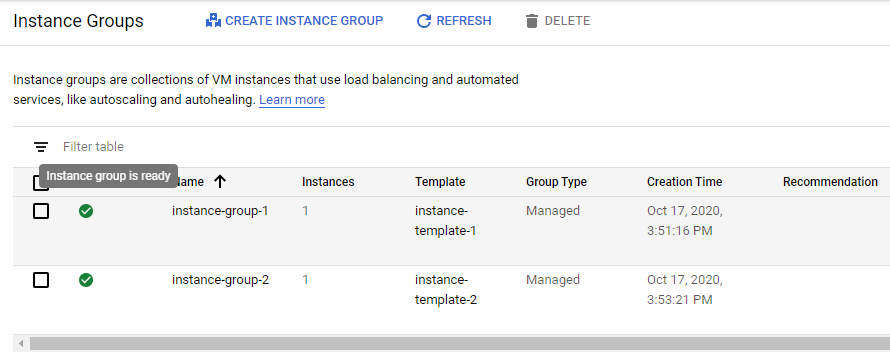 Instance Groups
CREATE INSTANCE GROUP
REFRESH
DELETE
Instance groups are collections of VM instances that use load balancing and automated
services, like autoscaling and autohealing. Learn more
Filter table
Instance group is ready
Name
Instances
Template
Group Type
Creation Time
Recommendation
instance-group-1
1
instance-
template-1
Managed
Oct 17, 2020,
3:51:16 PM
instance-group-2
1
instance-
template-2
Managed
Oct 17, 2020,
3:53:21 PM